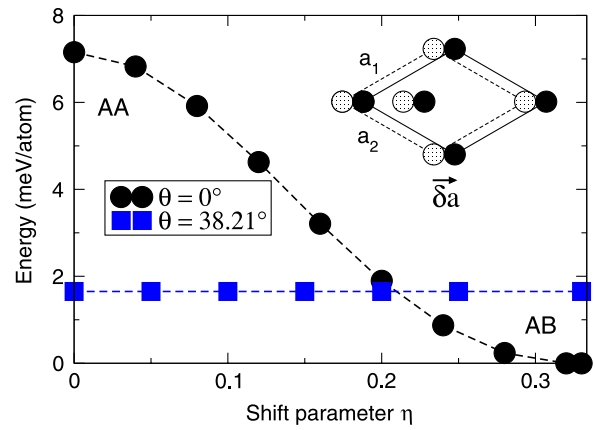 8
6
4
2
0
Energy (meV/atom)
AA
a₁
a₂
δa
θ = 0°
θ = 38.21°
AB
0
0.1
0.2
0.3
Shift parameter η